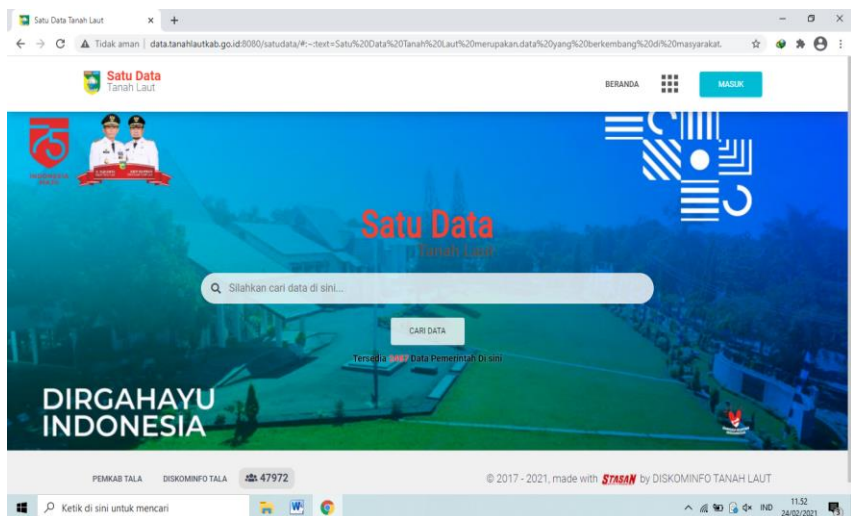 Satu Data Tanah Laut
Tidak aman data.tanahlautkab.go.id:8080/satudata/#:~:text=Satu%20Data%20Tanah%20Laut%20merupakan.data%20yang%20berkembang%20di%20masyarakat.
Satu Data
Tanah Laut
BERANDA
MASUK
75
Satu Data
Tanah Laut
Silahkan cari data di sini...
CARI DATA
Tersedia Data Pemerintah Di sini
DIRGAHAYU
INDONESIA
PEMKAB TALA DISKOMINFO TALA 47972
© 2017 - 2021, made with STASAN by DISKOMINFO TANAH LAUT
Ketik di sini untuk mencari
IND
11.52
24/02/2021